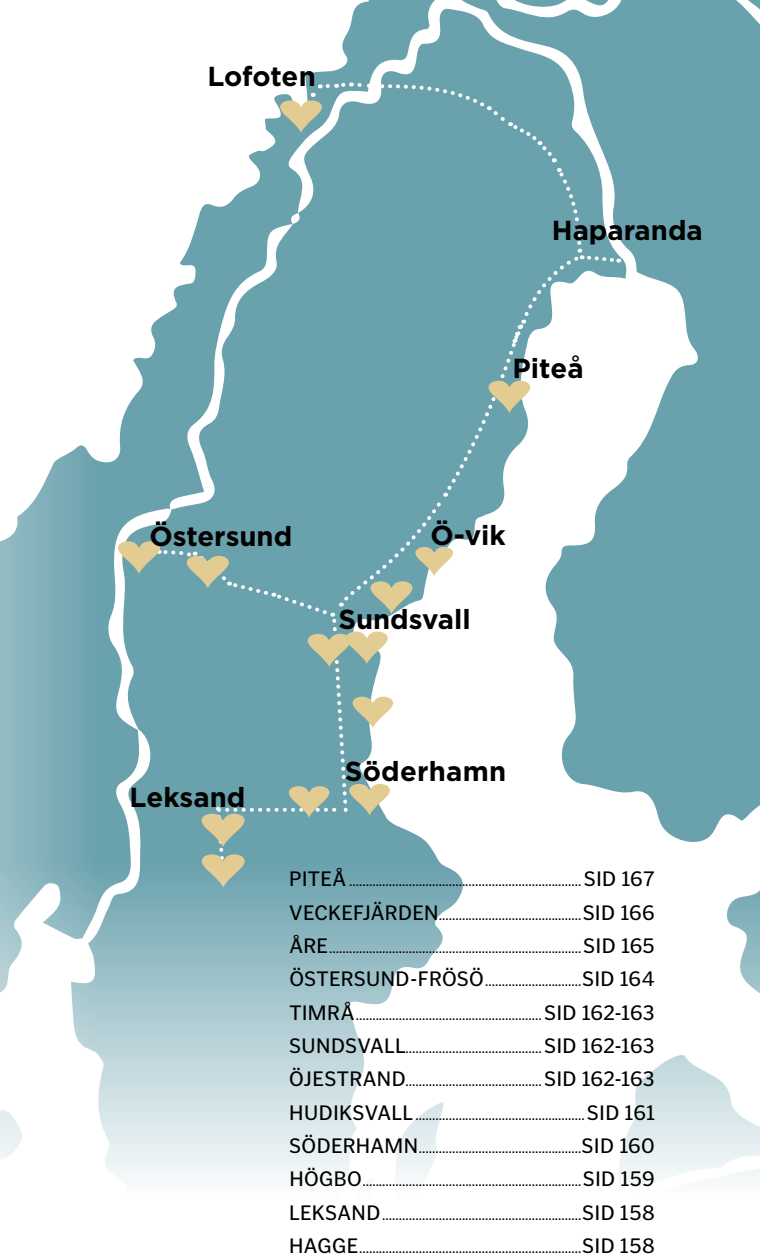 Lofoten
Haparanda
Piteå
Östersund
Ö-vik
Sundsvall
Söderhamn
Leksand
PITEÅ SID 167
VECKEFJÄRDEN SID 166
ÅRE SID 165
ÖSTERSUND-FRÖSÖ SID 164
TIMRÅ SID 162-163
SUNDSVALL SID 162-163
ÖJESTRAND SID 162-163
HUDIKSVALL SID 161
SÖDERHAMN SID 160
HÖGBO SID 159
LEKSAND SID 158
HAGGE SID 158